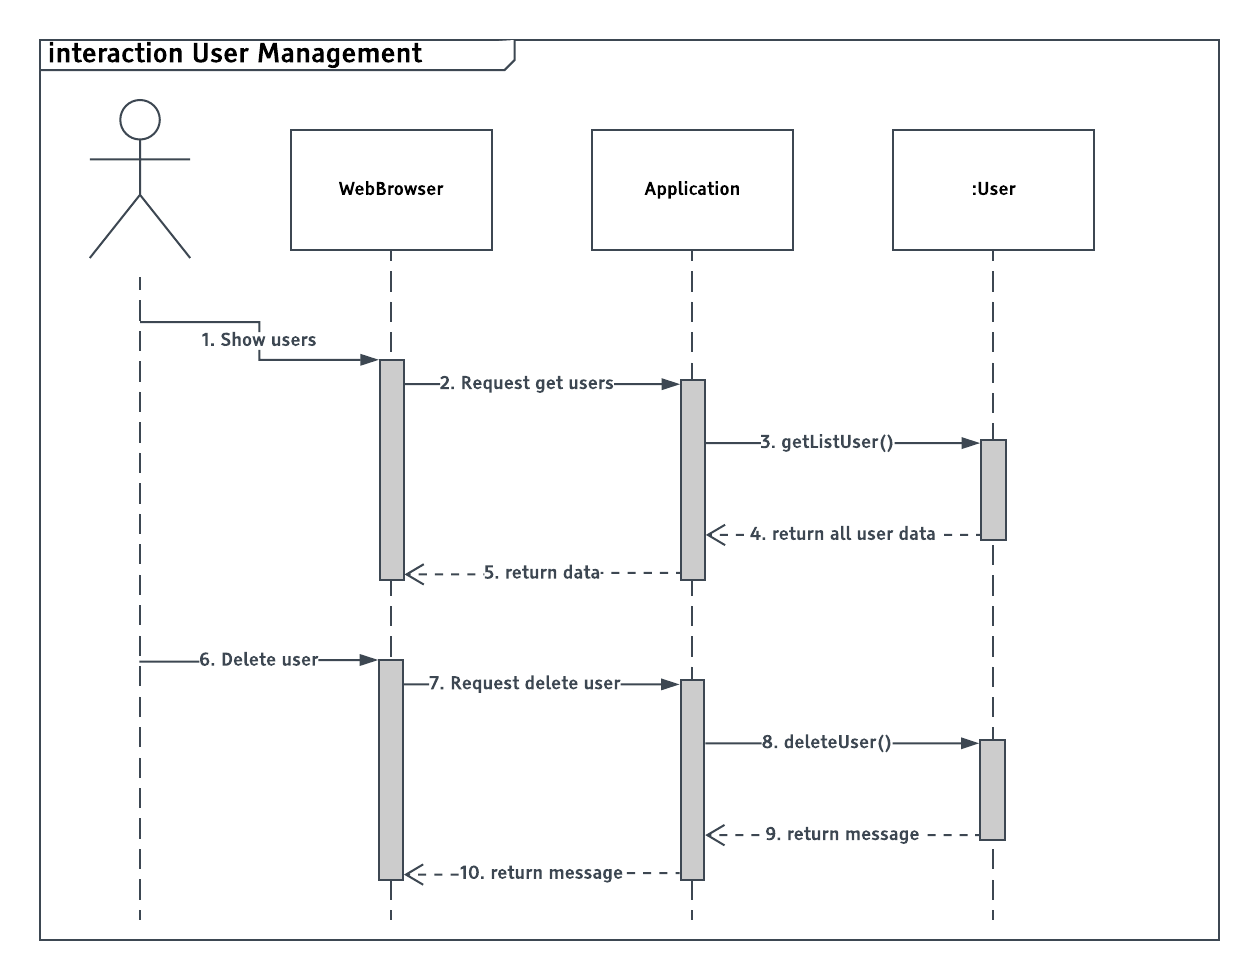 interaction User Management
WebBrowser
Application
:User
1. Show users
2. Request get users
3. getListUser()
4. return all user data
5. return data
6. Delete user
7. Request delete user
8. deleteUser()
9. return message
10. return message